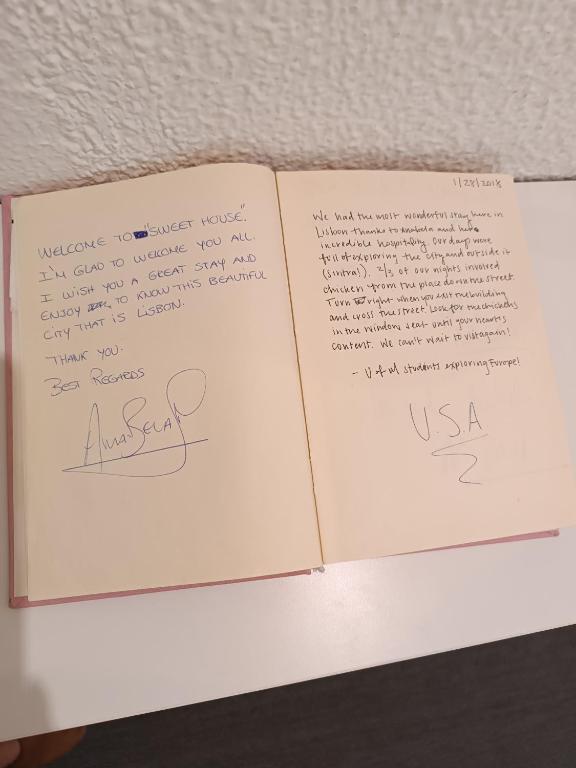 WELCOME TO "SWEET HOUSE".
I'M GLAD TO WELCOME YOU ALL.
I WISH YOU A GREAT STAY AND
ENJOY TO KNOW THIS BEAUTIFUL
CITY THAT IS LISBON.
THANK YOU.
BEST REGARDS
1/28/2018
We had the most wonderful stay here in
Lisbon thanks to and her
incredible hospitality. Our days were
full of exploring the city and outside it
(Sintra!). 2/3 of our nights involved
chicken from the place down the street.
Turn right when you exit the building
and cross the street. Look for the chickens
in the window & eat until your hearts
content. We can't wait to visit again!
- U of M students exploring Europe!
U.S.A